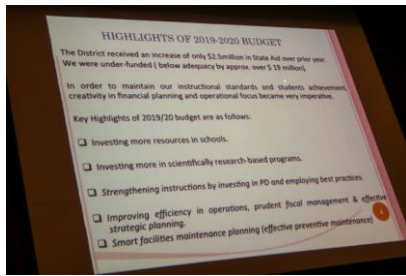 HIGHLIGHTS OF 2019-2020 BUDGET
The District received an increase of only $2.5million in State Aid over prior year.
We were under-funded ( below adequacy by approx. over $ 19 million).
In order to maintain our instructional standards and students achievement,
creativity in financial planning and operational focus became very imperative.
Key Highlights of 2019/20 budget are as follows:
❑ Investing more resources in schools.
❑ Investing more in scientifically research-based programs.
❑ Strengthening instructions by investing in PD and employing best practices.
❑ Improving efficiency in operations, prudent fiscal management & effective
strategic planning.
❑ Smart facilities maintenance planning (effective preventive maintenance)